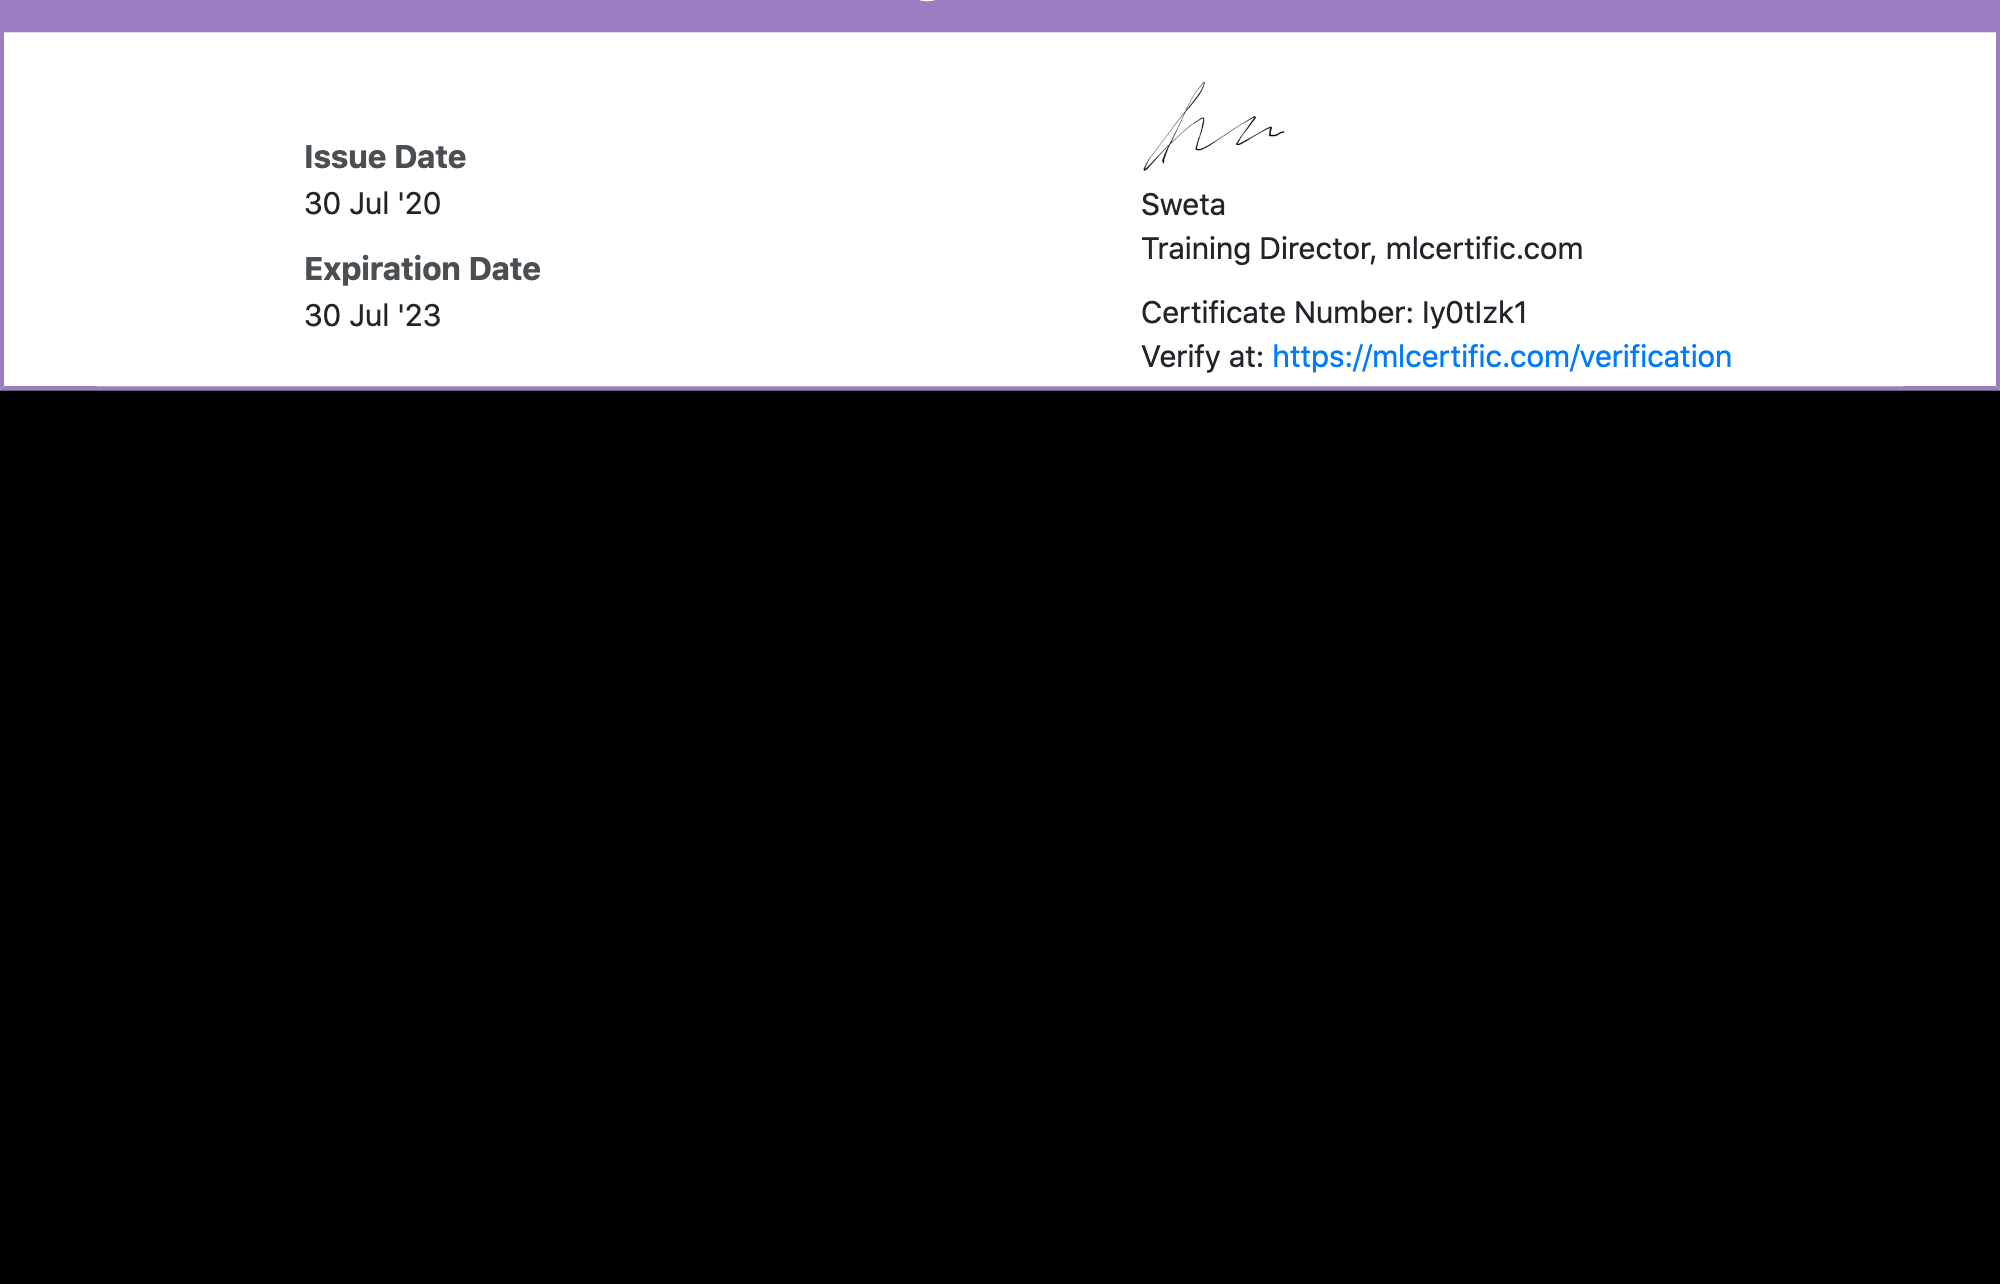 Issue Date
30 Jul '20
Expiration Date
30 Jul '23
Sweta
Training Director, mlcertific.com
Certificate Number: Iy0tIzk1
Verify at: https://mlcertific.com/verification